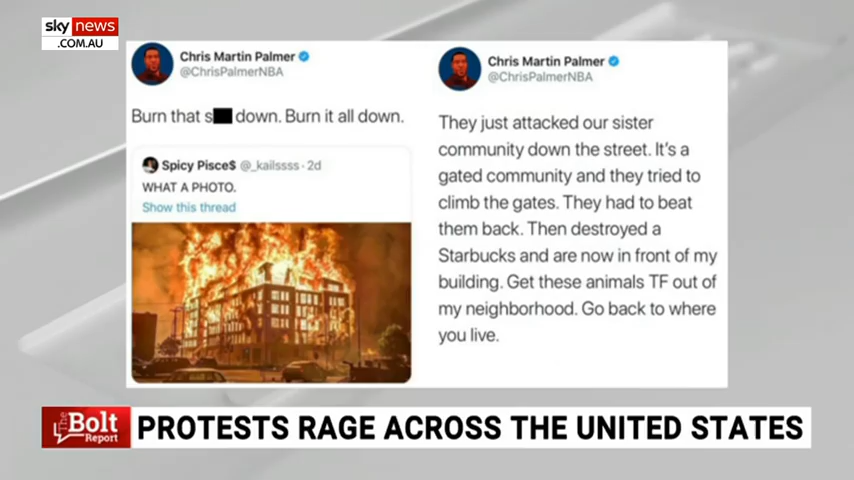 sky news
.COM.AU
Chris Martin Palmer
@ChrisPalmerNBA
Burn that s██ down. Burn it all down.
Spicy Pisce$ @_kailssss · 2d
WHAT A PHOTO.
Show this thread
Chris Martin Palmer
@ChrisPalmerNBA
They just attacked our sister
community down the street. It's a
gated community and they tried to
climb the gates. They had to beat
them back. Then destroyed a
Starbucks and are now in front of my
building. Get these animals TF out of
my neighborhood. Go back to where
you live.
The Bolt Report
PROTESTS RAGE ACROSS THE UNITED STATES